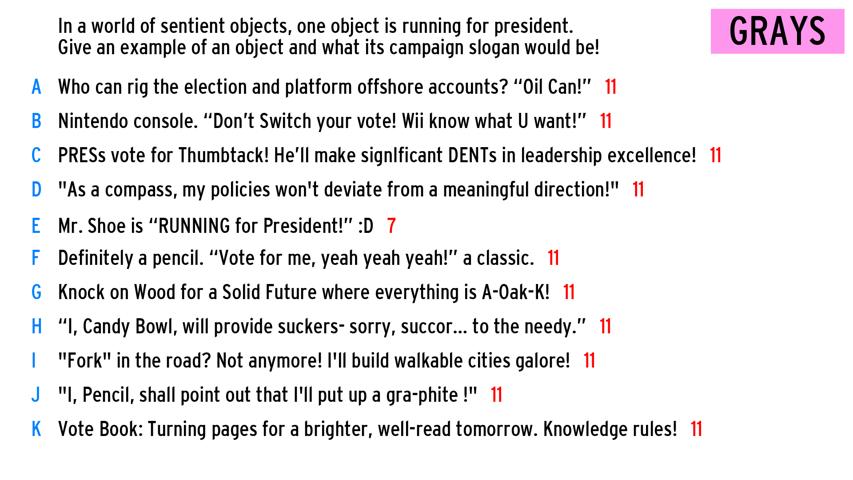 In a world of sentient objects, one object is running for president.
Give an example of an object and what its campaign slogan would be!
GRAYS
A Who can rig the election and platform offshore accounts? “Oil Can!” 11
B Nintendo console. “Don’t Switch your vote! Wii know what U want!” 11
C PRESs vote for Thumbtack! He’ll make signIficant DENTs in leadership excellence! 11
D "As a compass, my policies won't deviate from a meaningful direction!" 11
E Mr. Shoe is “RUNNING for President!” :D 7
F Definitely a pencil. “Vote for me, yeah yeah yeah!” a classic. 11
G Knock on Wood for a Solid Future where everything is A-Oak-K! 11
H “I, Candy Bowl, will provide suckers- sorry, succor... to the needy.” 11
I "Fork" in the road? Not anymore! I'll build walkable cities galore! 11
J "I, Pencil, shall point out that I'll put up a gra-phite !" 11
K Vote Book: Turning pages for a brighter, well-read tomorrow. Knowledge rules! 11